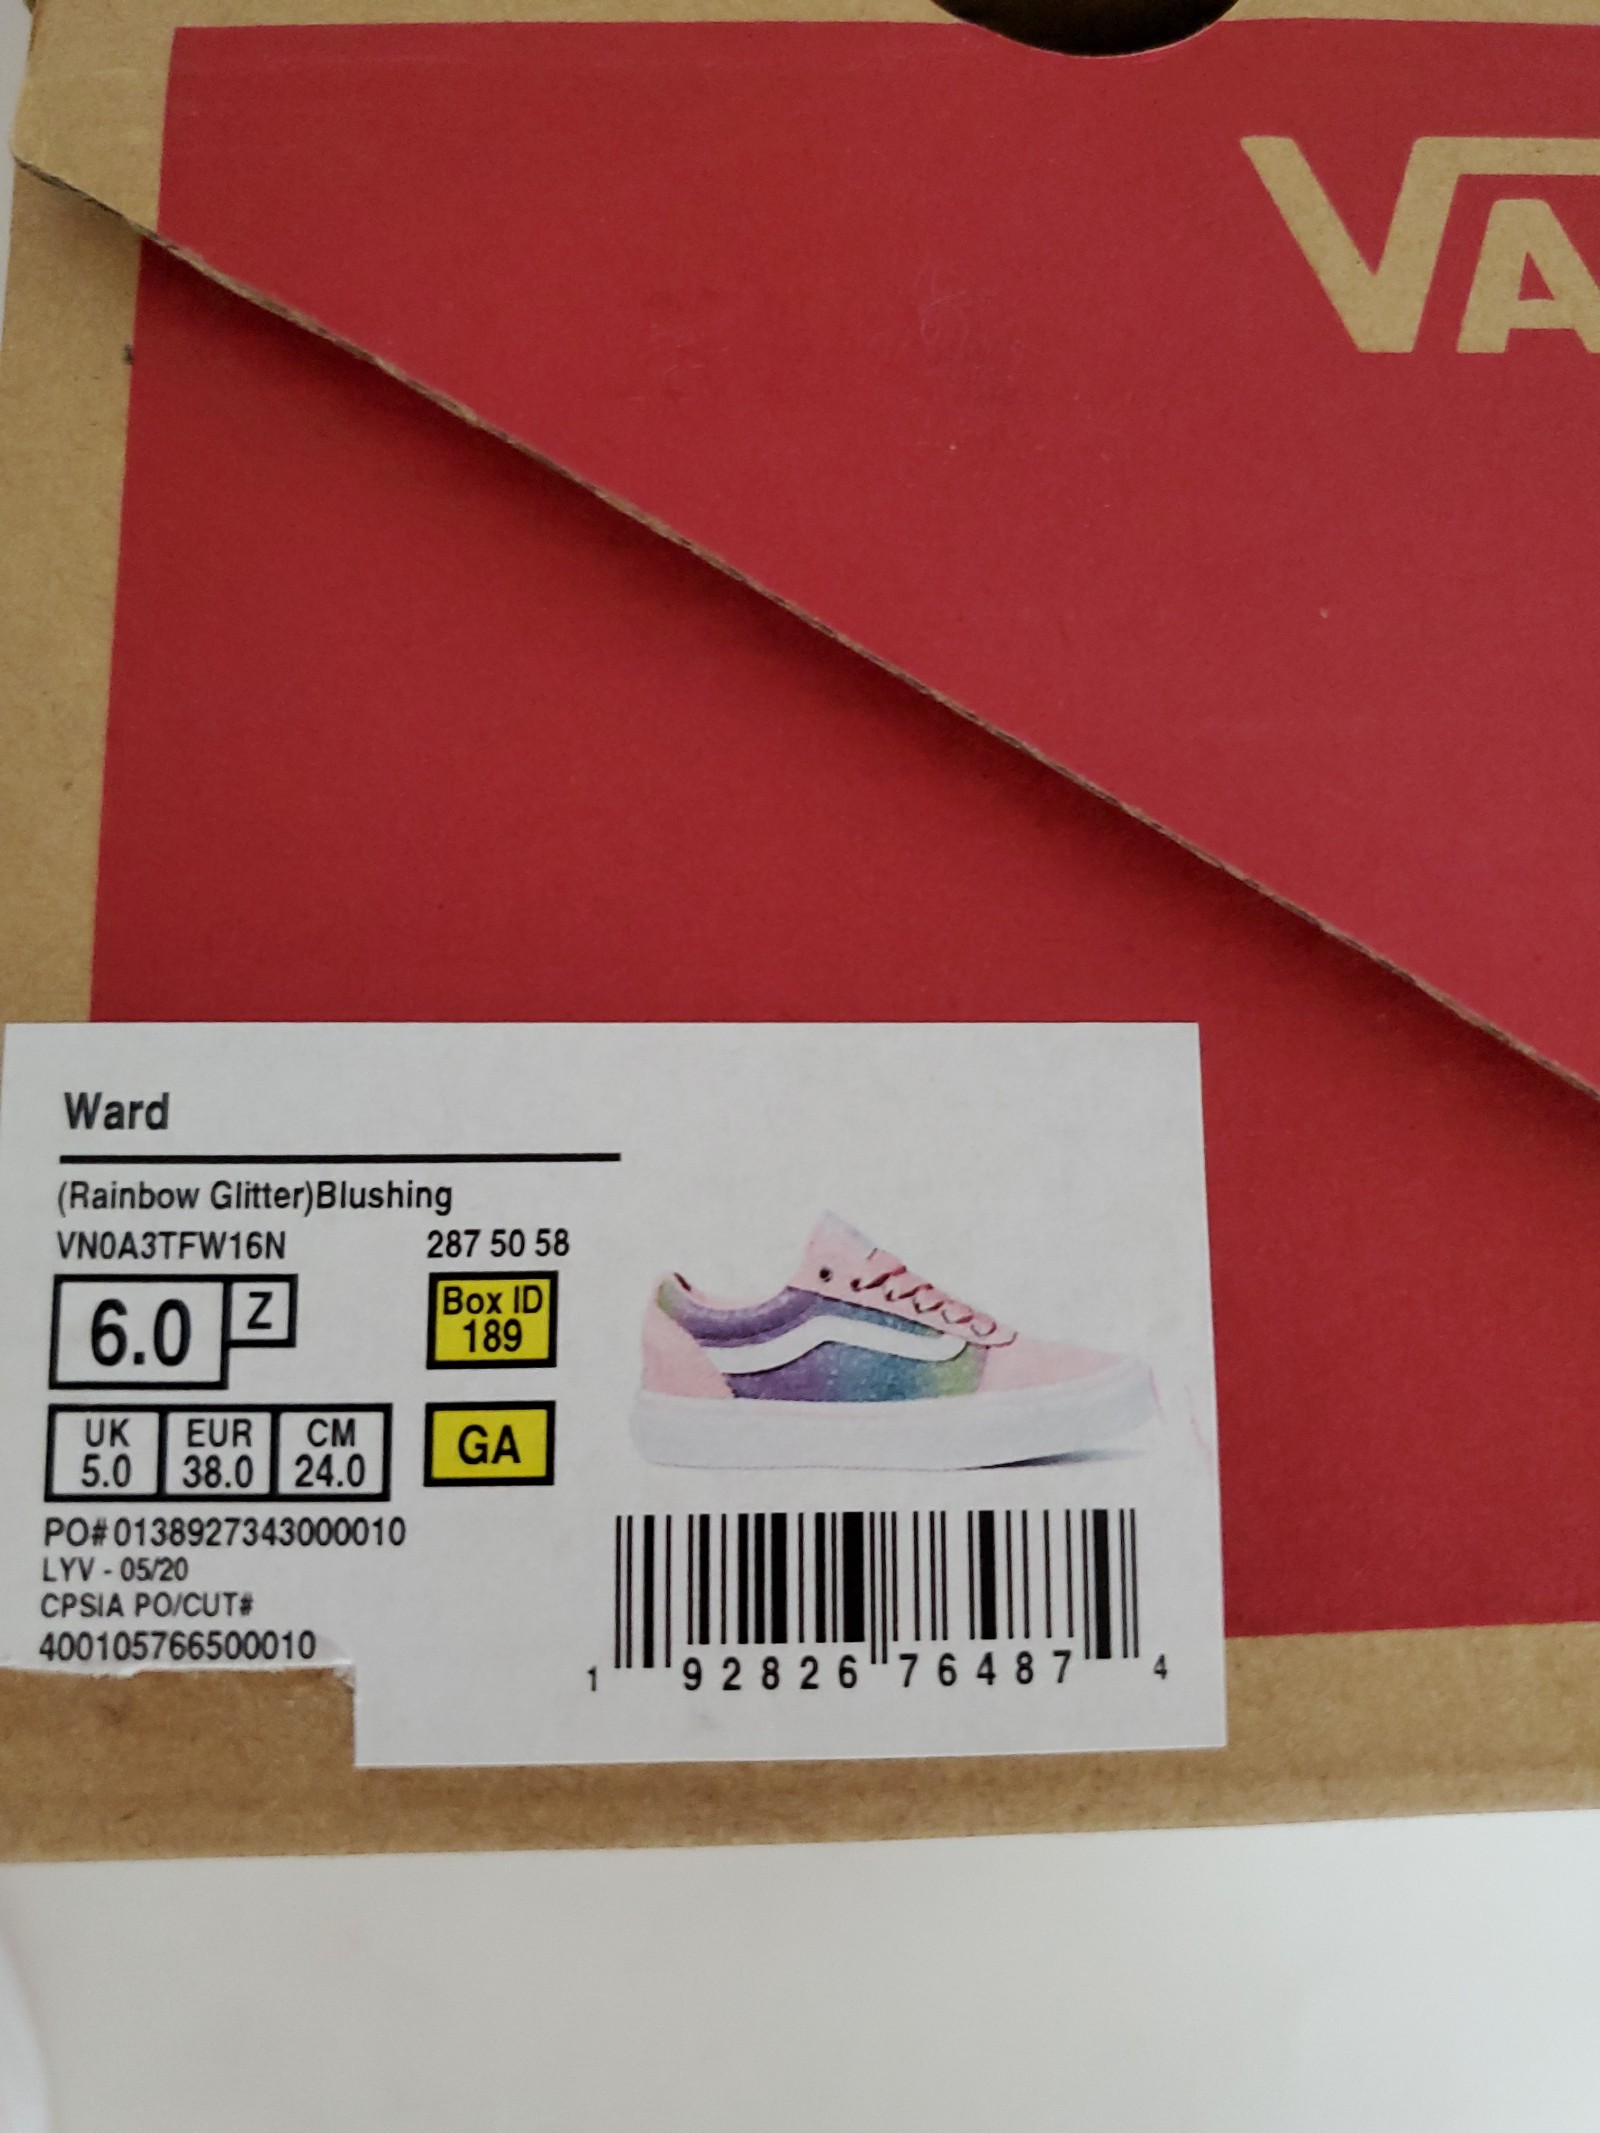 VA
Ward
(Rainbow Glitter)Blushing
VN0A3TFW16N 287 50 58
6.0 Z
Box ID
189
UK EUR CM
5.0 38.0 24.0
GA
PO# 0138927343000010
LYV - 05/20
CPSIA PO/CUT#
400105766500010
1 92826 76487 4